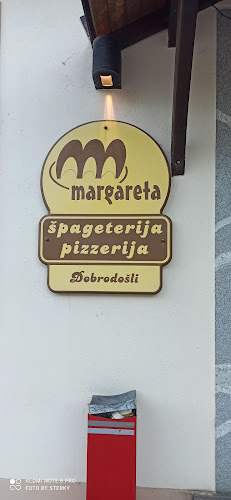 margareta
špageterija
pizzerija
Dobrodošli
REDMI NOTE 8 PRO
FOTO BY STERKY